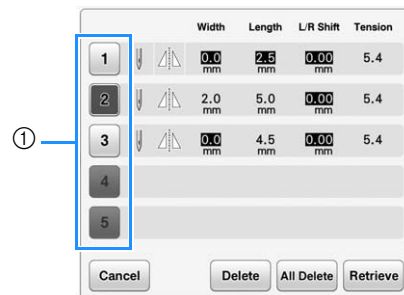 Width Length L/R Shift Tension
1 0.0 mm 2.5 mm 0.00 mm 5.4
2 2.0 mm 5.0 mm 0.00 mm 5.4
① 3 0.0 mm 4.5 mm 0.00 mm 5.4
4
5
Cancel Delete All Delete Retrieve